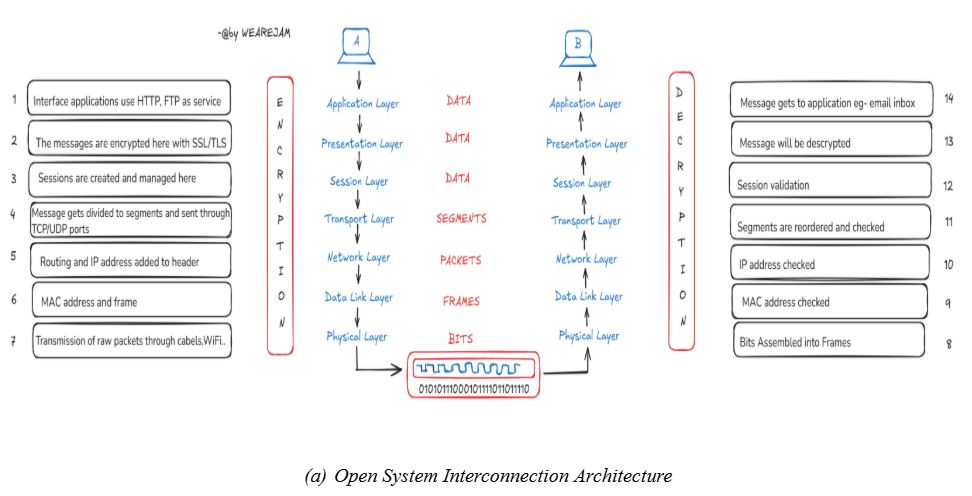 -@by WEAREJAM
A
B
1
Interface applications use HTTP, FTP as service
2
The messages are encrypted here with SSL/TLS
3
Sessions are created and managed here
4
Message gets divided to segments and sent through
TCP/UDP ports
5
Routing and IP address added to header
6
MAC address and frame
7
Transmission of raw packets through cabels,WiFi..
ENCRYPTION
Application Layer
Presentation Layer
Session Layer
Transport Layer
Network Layer
Data Link Layer
Physical Layer
DATA
DATA
DATA
SEGMENTS
PACKETS
FRAMES
BITS
01010111000101111011011110
Application Layer
Presentation Layer
Session Layer
Transport Layer
Network Layer
Data Link Layer
Physical Layer
DECRYPTION
Message gets to application eg- email inbox
14
Message will be descrypted
13
Session validation
12
Segments are reordered and checked
11
IP address checked
10
MAC address checked
9
Bits Assembled into Frames
8
(a) Open System Interconnection Architecture